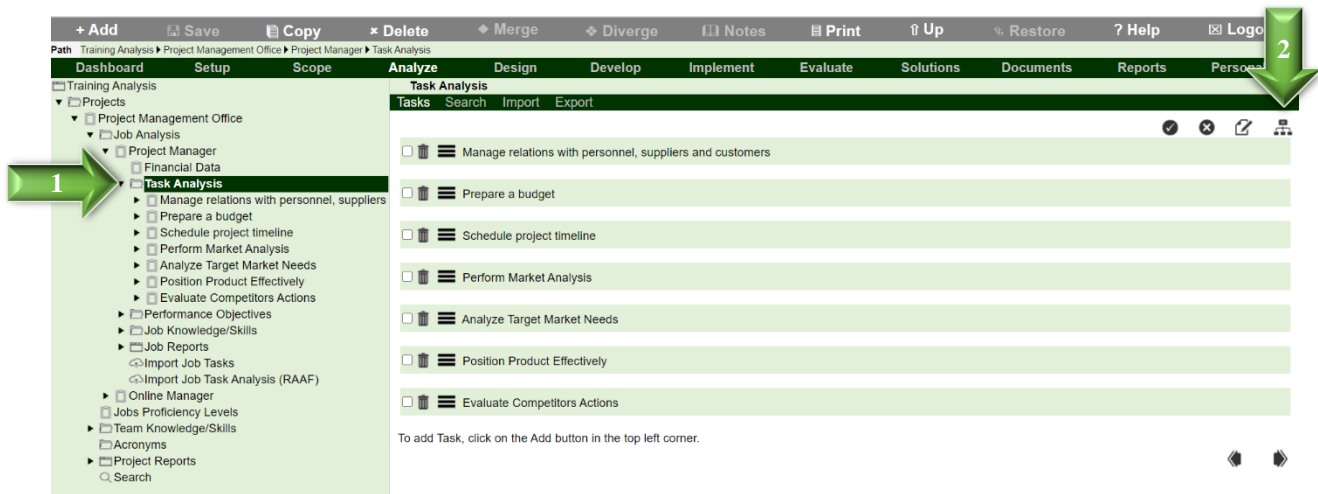 + Add Save Copy × Delete Merge Diverge Notes Print Up Restore ? Help Logo
Path Training Analysis Project Management Office Project Manager Task Analysis
Dashboard Setup Scope Analyze Design Develop Implement Evaluate Solutions Documents Reports Persona
2
Training Analysis
Projects
Project Management Office
Job Analysis
Project Manager
Financial Data
1
Task Analysis
Manage relations with personnel, suppliers
Prepare a budget
Schedule project timeline
Perform Market Analysis
Analyze Target Market Needs
Position Product Effectively
Evaluate Competitors Actions
Performance Objectives
Job Knowledge/Skills
Job Reports
Import Job Tasks
Import Job Task Analysis (RAAF)
Online Manager
Jobs Proficiency Levels
Team Knowledge/Skills
Acronyms
Project Reports
Search
Task Analysis
Tasks Search Import Export
Manage relations with personnel, suppliers and customers
Prepare a budget
Schedule project timeline
Perform Market Analysis
Analyze Target Market Needs
Position Product Effectively
Evaluate Competitors Actions
To add Task, click on the Add button in the top left corner.